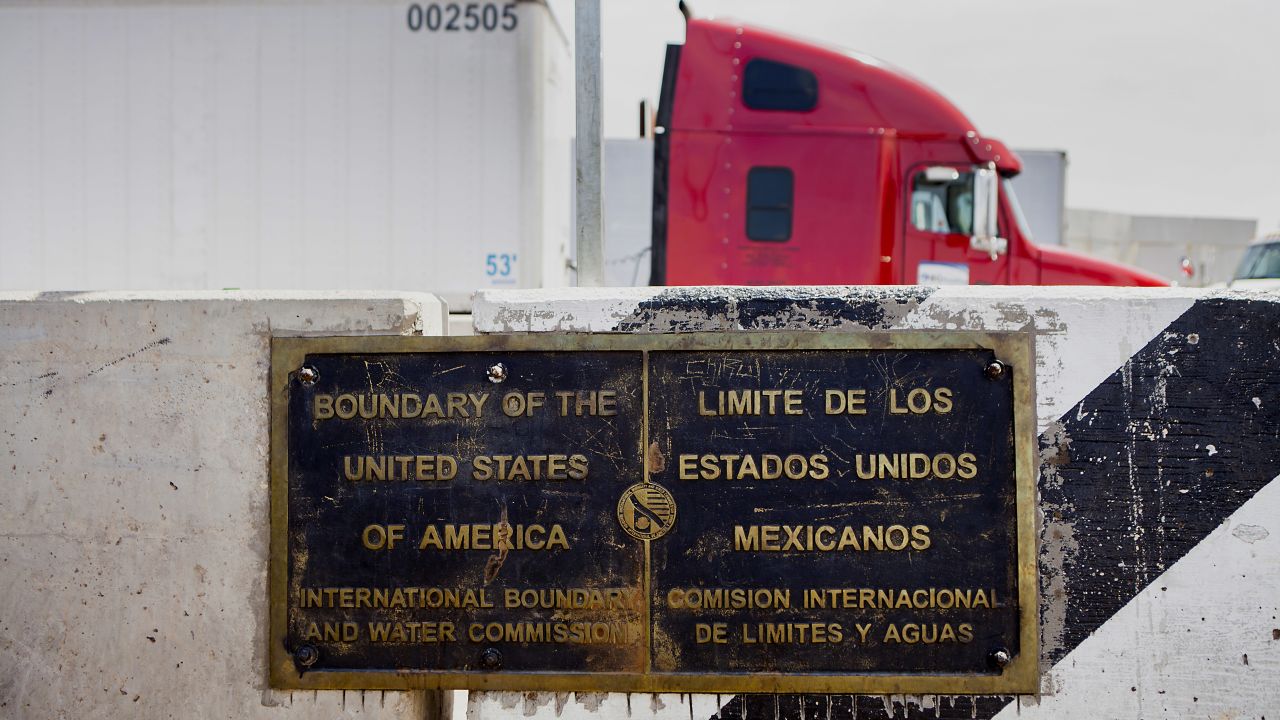 002505
53'
BOUNDARY OF THE
UNITED STATES
OF AMERICA
INTERNATIONAL BOUNDARY
AND WATER COMMISSION
LIMITE DE LOS
ESTADOS UNIDOS
MEXICANOS
COMISION INTERNACIONAL
DE LIMITES Y AGUAS